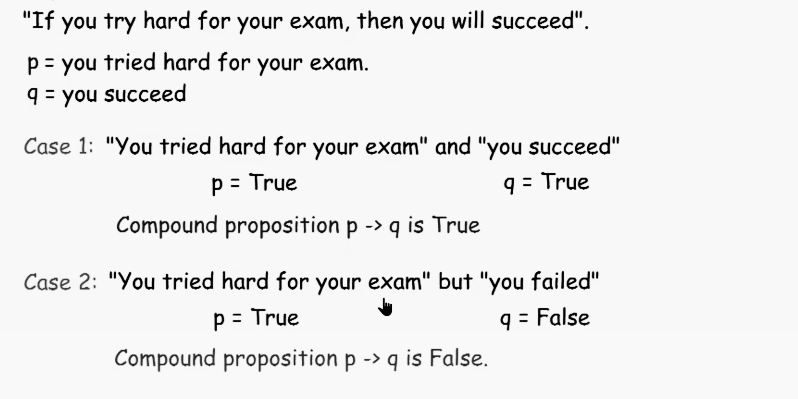 "If you try hard for your exam, then you will succeed".
p = you tried hard for your exam.
q = you succeed
Case 1: "You tried hard for your exam" and "you succeed"
p = True q = True
Compound proposition p -> q is True
Case 2: "You tried hard for your exam" but "you failed"
p = True q = False
Compound proposition p -> q is False.